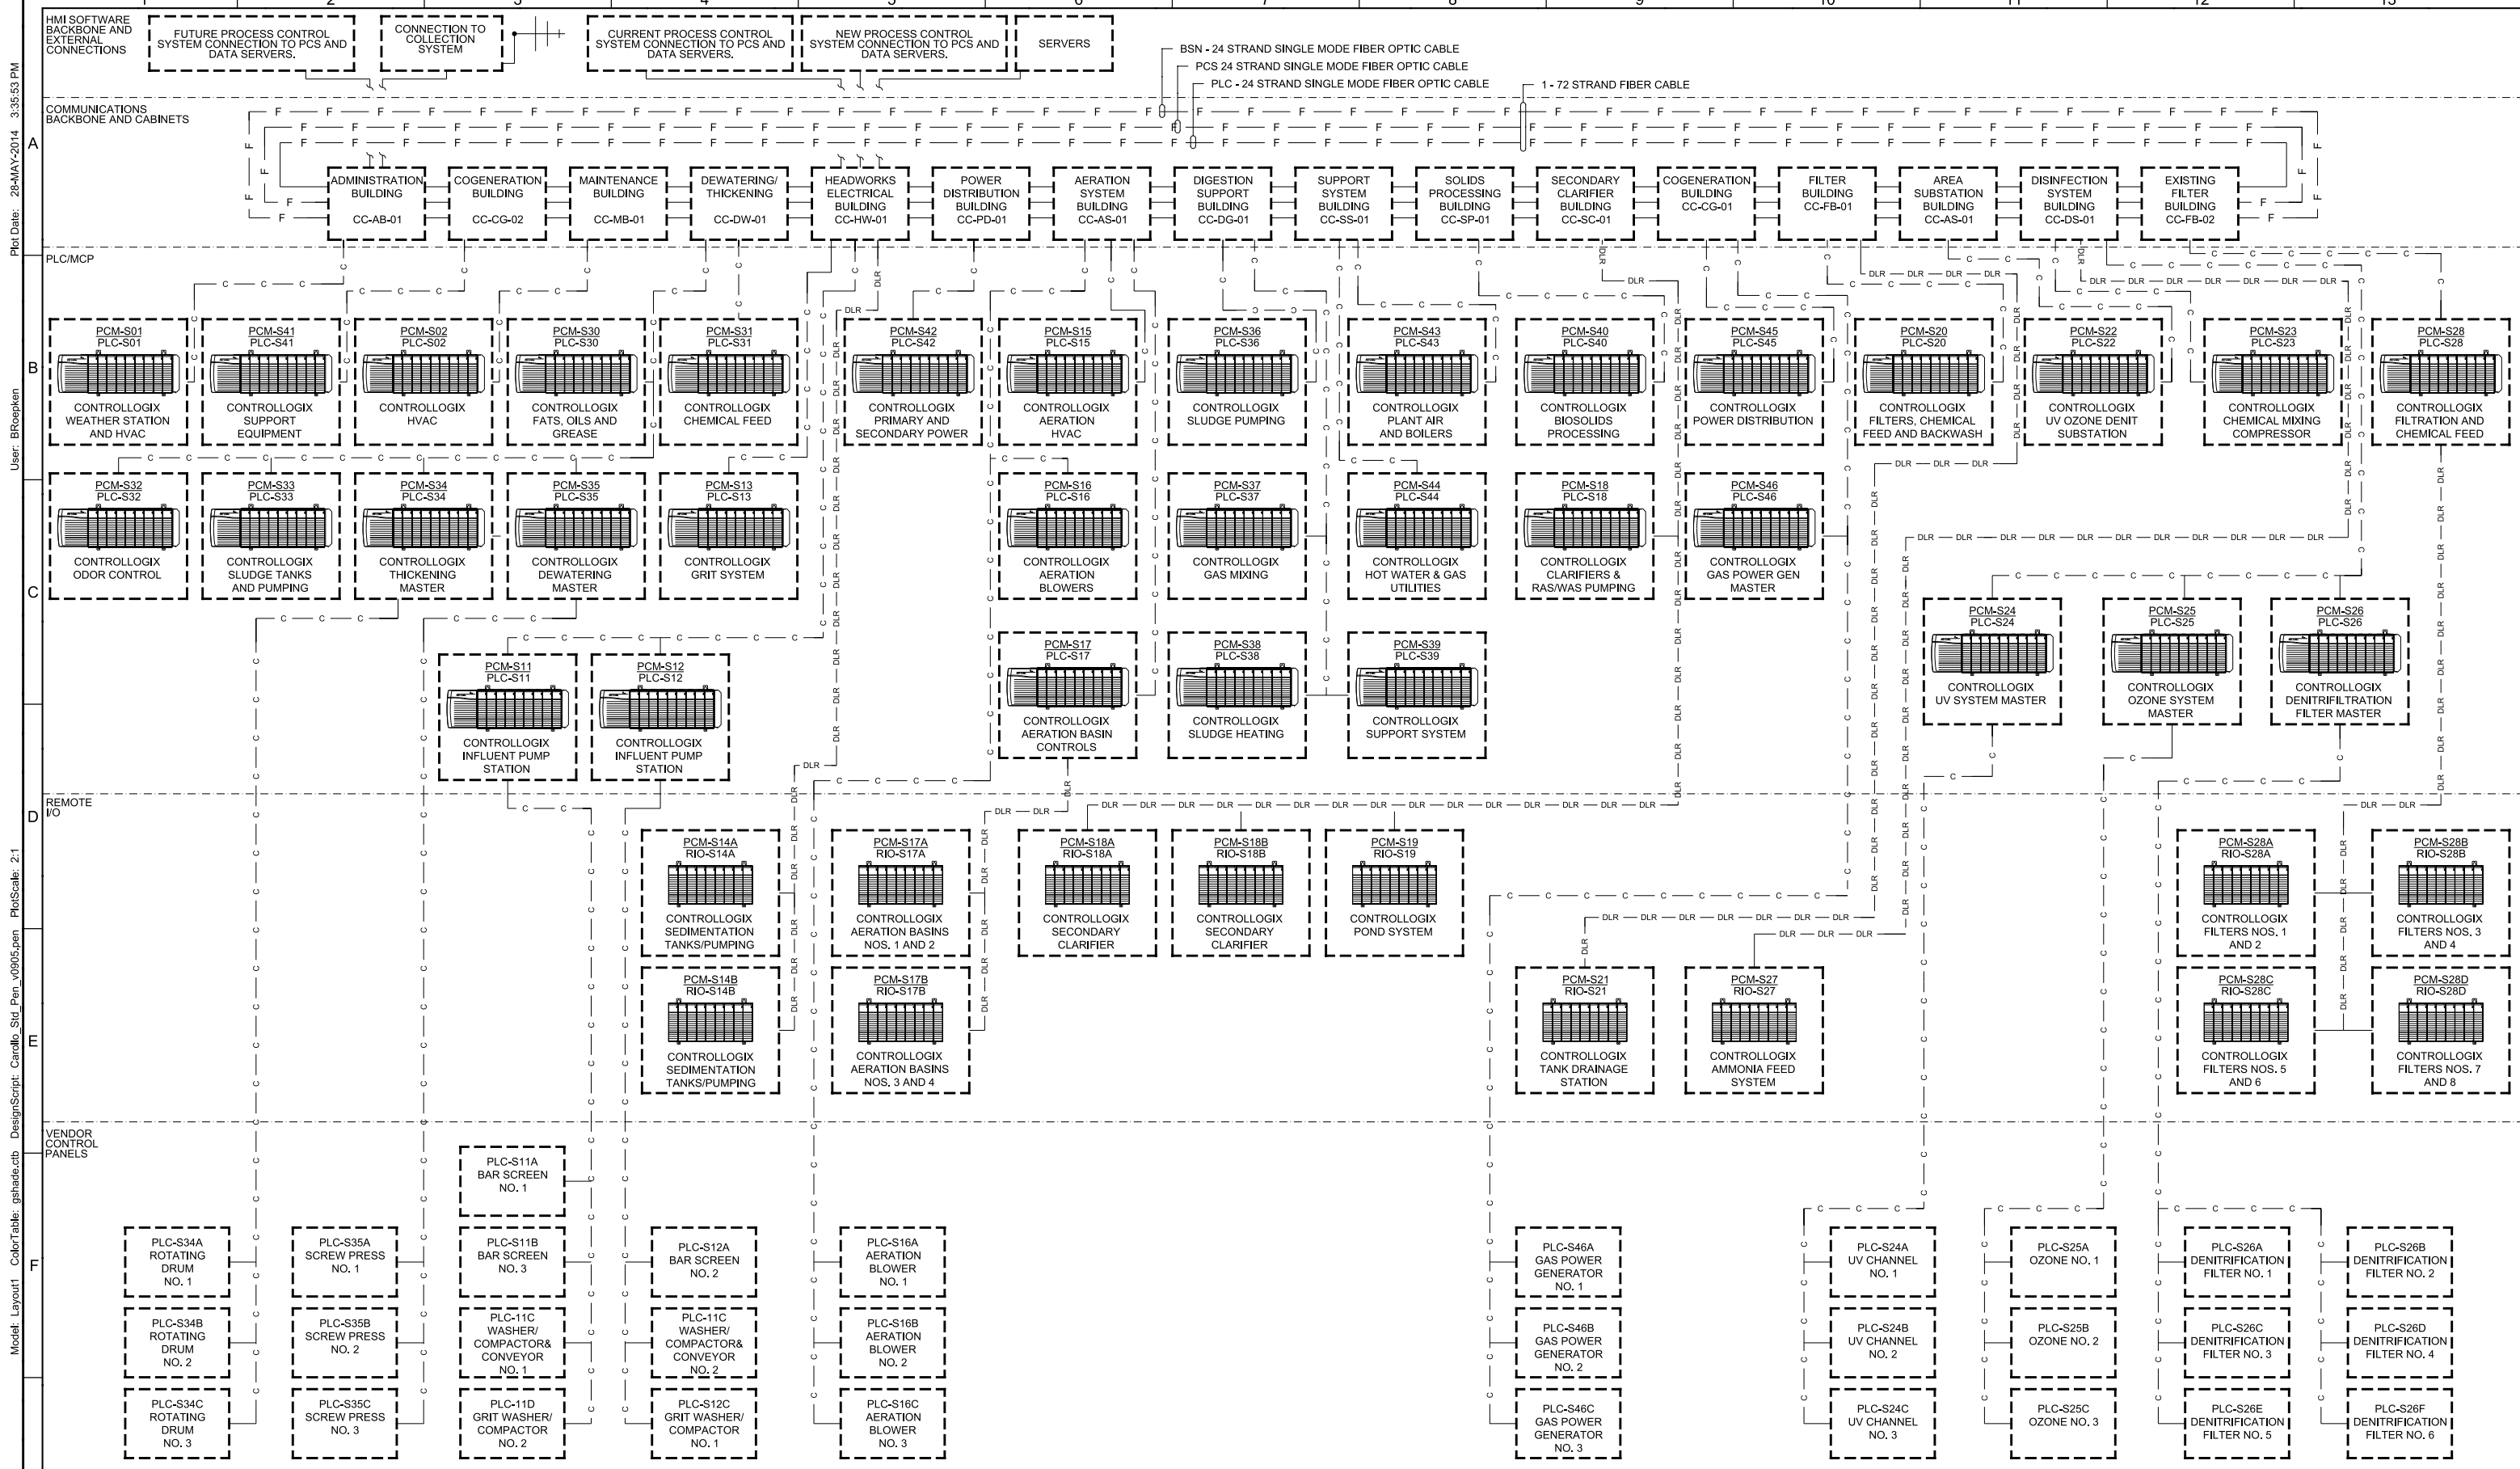 HMI SOFTWARE
BACKBONE AND
EXTERNAL
CONNECTIONS
FUTURE PROCESS CONTROL
SYSTEM CONNECTION TO PCS AND
DATA SERVERS.
CONNECTION TO
COLLECTION
SYSTEM
CURRENT PROCESS CONTROL
SYSTEM CONNECTION TO PCS AND
DATA SERVERS.
NEW PROCESS CONTROL
SYSTEM CONNECTION TO PCS AND
DATA SERVERS.
SERVERS
BSN - 24 STRAND SINGLE MODE FIBER OPTIC CABLE
PCS 24 STRAND SINGLE MODE FIBER OPTIC CABLE
PLC - 24 STRAND SINGLE MODE FIBER OPTIC CABLE
1 - 72 STRAND FIBER CABLE
COMMUNICATIONS
BACKBONE AND CABINETS
A
ADMINISTRATION
BUILDING
CC-AB-01
COGENERATION
BUILDING
CC-CG-02
MAINTENANCE
BUILDING
CC-MB-01
DEWATERING/
THICKENING
CC-DW-01
HEADWORKS
ELECTRICAL
BUILDING
CC-HW-01
POWER
DISTRIBUTION
BUILDING
CC-PD-01
AERATION
SYSTEM
BUILDING
CC-AS-01
DIGESTION
SUPPORT
BUILDING
CC-DG-01
SUPPORT
SYSTEM
BUILDING
CC-SS-01
SOLIDS
PROCESSING
BUILDING
CC-SP-01
SECONDARY
CLARIFIER
BUILDING
CC-SC-01
COGENERATION
BUILDING
CC-CG-01
FILTER
BUILDING
CC-FB-01
AREA
SUBSTATION
BUILDING
CC-AS-01
DISINFECTION
SYSTEM
BUILDING
CC-DS-01
EXISTING
FILTER
BUILDING
CC-FB-02
PLC/MCP
B
PCM-S01
PLC-S01
CONTROLLOGIX
WEATHER STATION
AND HVAC
PCM-S41
PLC-S41
CONTROLLOGIX
SUPPORT
EQUIPMENT
PCM-S02
PLC-S02
CONTROLLOGIX
HVAC
PCM-S30
PLC-S30
CONTROLLOGIX
FATS, OILS AND
GREASE
PCM-S31
PLC-S31
CONTROLLOGIX
CHEMICAL FEED
PCM-S42
PLC-S42
CONTROLLOGIX
PRIMARY AND
SECONDARY POWER
PCM-S15
PLC-S15
CONTROLLOGIX
AERATION
HVAC
PCM-S36
PLC-S36
CONTROLLOGIX
SLUDGE PUMPING
PCM-S43
PLC-S43
CONTROLLOGIX
PLANT AIR
AND BOILERS
PCM-S40
PLC-S40
CONTROLLOGIX
BIOSOLIDS
PROCESSING
PCM-S45
PLC-S45
CONTROLLOGIX
POWER DISTRIBUTION
PCM-S20
PLC-S20
CONTROLLOGIX
FILTERS, CHEMICAL
FEED AND BACKWASH
PCM-S22
PLC-S22
CONTROLLOGIX
UV OZONE DENIT
SUBSTATION
PCM-S23
PLC-S23
CONTROLLOGIX
CHEMICAL MIXING
COMPRESSOR
PCM-S28
PLC-S28
CONTROLLOGIX
FILTRATION AND
CHEMICAL FEED
C
PCM-S32
PLC-S32
CONTROLLOGIX
ODOR CONTROL
PCM-S33
PLC-S33
CONTROLLOGIX
SLUDGE TANKS
AND PUMPING
PCM-S34
PLC-S34
CONTROLLOGIX
THICKENING
MASTER
PCM-S35
PLC-S35
CONTROLLOGIX
DEWATERING
MASTER
PCM-S13
PLC-S13
CONTROLLOGIX
GRIT SYSTEM
PCM-S16
PLC-S16
CONTROLLOGIX
AERATION
BLOWERS
PCM-S37
PLC-S37
CONTROLLOGIX
GAS MIXING
PCM-S44
PLC-S44
CONTROLLOGIX
HOT WATER & GAS
UTILITIES
PCM-S18
PLC-S18
CONTROLLOGIX
CLARIFIERS &
RAS/WAS PUMPING
PCM-S46
PLC-S46
CONTROLLOGIX
GAS POWER GEN
MASTER
PCM-S11
PLC-S11
CONTROLLOGIX
INFLUENT PUMP
STATION
PCM-S12
PLC-S12
CONTROLLOGIX
INFLUENT PUMP
STATION
PCM-S17
PLC-S17
CONTROLLOGIX
AERATION BASIN
CONTROLS
PCM-S38
PLC-S38
CONTROLLOGIX
SLUDGE HEATING
PCM-S39
PLC-S39
CONTROLLOGIX
SUPPORT SYSTEM
PCM-S24
PLC-S24
CONTROLLOGIX
UV SYSTEM MASTER
PCM-S25
PLC-S25
CONTROLLOGIX
OZONE SYSTEM
MASTER
PCM-S26
PLC-S26
CONTROLLOGIX
DENITRIFILTRATION
FILTER MASTER
REMOTE
I/O
D
PCM-S14A
RIO-S14A
CONTROLLOGIX
SEDIMENTATION
TANKS/PUMPING
PCM-S17A
RIO-S17A
CONTROLLOGIX
AERATION BASINS
NOS. 1 AND 2
PCM-S18A
RIO-S18A
CONTROLLOGIX
SECONDARY
CLARIFIER
PCM-S18B
RIO-S18B
CONTROLLOGIX
SECONDARY
CLARIFIER
PCM-S19
RIO-S19
CONTROLLOGIX
POND SYSTEM
PCM-S28A
RIO-S28A
CONTROLLOGIX
FILTERS NOS. 1
AND 2
PCM-S28B
RIO-S28B
CONTROLLOGIX
FILTERS NOS. 3
AND 4
E
PCM-S14B
RIO-S14B
CONTROLLOGIX
SEDIMENTATION
TANKS/PUMPING
PCM-S17B
RIO-S17B
CONTROLLOGIX
AERATION BASINS
NOS. 3 AND 4
PCM-S21
RIO-S21
CONTROLLOGIX
TANK DRAINAGE
STATION
PCM-S27
RIO-S27
CONTROLLOGIX
AMMONIA FEED
SYSTEM
PCM-S28C
RIO-S28C
CONTROLLOGIX
FILTERS NOS. 5
AND 6
PCM-S28D
RIO-S28D
CONTROLLOGIX
FILTERS NOS. 7
AND 8
VENDOR
CONTROL
PANELS
F
PLC-S11A
BAR SCREEN
NO. 1
PLC-S34A
ROTATING
DRUM
NO. 1
PLC-S35A
SCREW PRESS
NO. 1
PLC-S11B
BAR SCREEN
NO. 3
PLC-S12A
BAR SCREEN
NO. 2
PLC-S16A
AERATION
BLOWER
NO. 1
PLC-S46A
GAS POWER
GENERATOR
NO. 1
PLC-S24A
UV CHANNEL
NO. 1
PLC-S25A
OZONE NO. 1
PLC-S26A
DENITRIFICATION
FILTER NO. 1
PLC-S26B
DENITRIFICATION
FILTER NO. 2
PLC-S34B
ROTATING
DRUM
NO. 2
PLC-S35B
SCREW PRESS
NO. 2
PLC-11C
WASHER/
COMPACTOR&
CONVEYOR
NO. 1
PLC-11C
WASHER/
COMPACTOR&
CONVEYOR
NO. 2
PLC-S16B
AERATION
BLOWER
NO. 2
PLC-S46B
GAS POWER
GENERATOR
NO. 2
PLC-S24B
UV CHANNEL
NO. 2
PLC-S25B
OZONE NO. 2
PLC-S26C
DENITRIFICATION
FILTER NO. 3
PLC-S26D
DENITRIFICATION
FILTER NO. 4
PLC-S34C
ROTATING
DRUM
NO. 3
PLC-S35C
SCREW PRESS
NO. 3
PLC-11D
GRIT WASHER/
COMPACTOR
NO. 2
PLC-S12C
GRIT WASHER/
COMPACTOR
NO. 1
PLC-S16C
AERATION
BLOWER
NO. 3
PLC-S46C
GAS POWER
GENERATOR
NO. 3
PLC-S24C
UV CHANNEL
NO. 3
PLC-S25C
OZONE NO. 3
PLC-S26E
DENITRIFICATION
FILTER NO. 5
PLC-S26F
DENITRIFICATION
FILTER NO. 6
Plot Date: 28-MAY-2014 3:35:53 PM
User: BRoepken
Model: Layout1 ColorTable: gshade.ctb DesignScript: Carollo_Std_Pen_v0905.pen PlotScale: 2:1